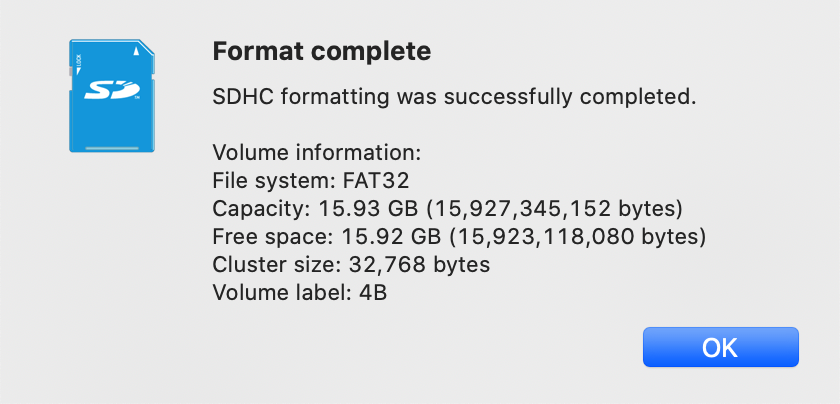 LOCK
SD
TM
Format complete
SDHC formatting was successfully completed.
Volume information:
File system: FAT32
Capacity: 15.93 GB (15,927,345,152 bytes)
Free space: 15.92 GB (15,923,118,080 bytes)
Cluster size: 32,768 bytes
Volume label: 4B
OK